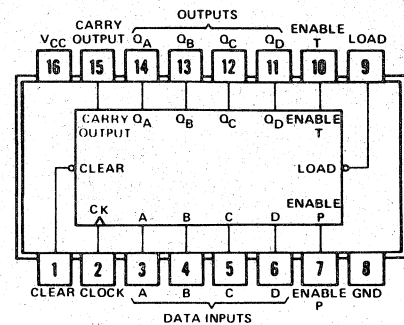 OUTPUTS
CARRY ENABLE
VCC OUTPUT QA QB QC QD T LOAD
16 15 14 13 12 11 10 9
CARRY OUTPUT QA QB QC QD ENABLE T
CLEAR LOAD
CK A B C D ENABLE P
1 2 3 4 5 6 7 8
CLEAR CLOCK A B C D ENABLE P GND
DATA INPUTS